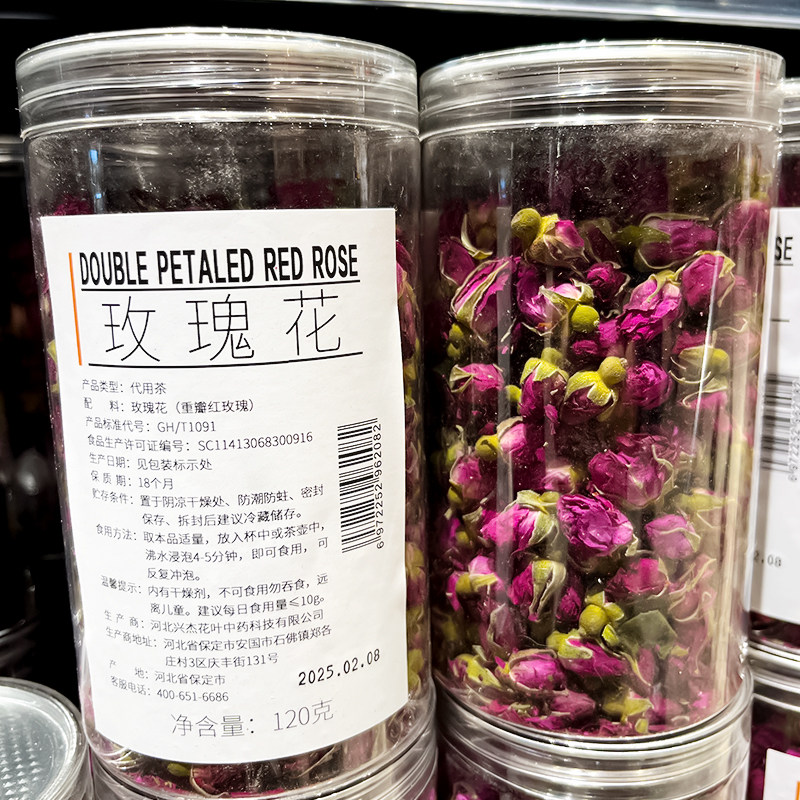 DOUBLE PETALED RED ROSE
玫瑰花
产品类型：代用茶
配　　料：玫瑰花（重瓣红玫瑰）
产品标准代号：GH/T1091
食品生产许可证编号：SC11413068300916
生产日期：见包装标示处
保 质 期：18个月
贮存条件：置于阴凉干燥处、防潮防蛀、密封
保存、拆封后建议冷藏储存。
食用方法：取本品适量，放入杯中或茶壶中，
沸水浸泡4-5分钟，即可食用，可
反复冲泡。
温馨提示：内有干燥剂，不可食用勿吞食，远
离儿童。建议每日食用量≤10g。
生 产 商：河北兴杰花叶中药科技有限公司
生产商地址：河北省保定市安国市石佛镇郑各
庄村3区庆丰街131号
产　　地：河北省保定市
客服电话：400-651-6686
2025.02.08
净含量：120克
6972252962082
SE
2.08